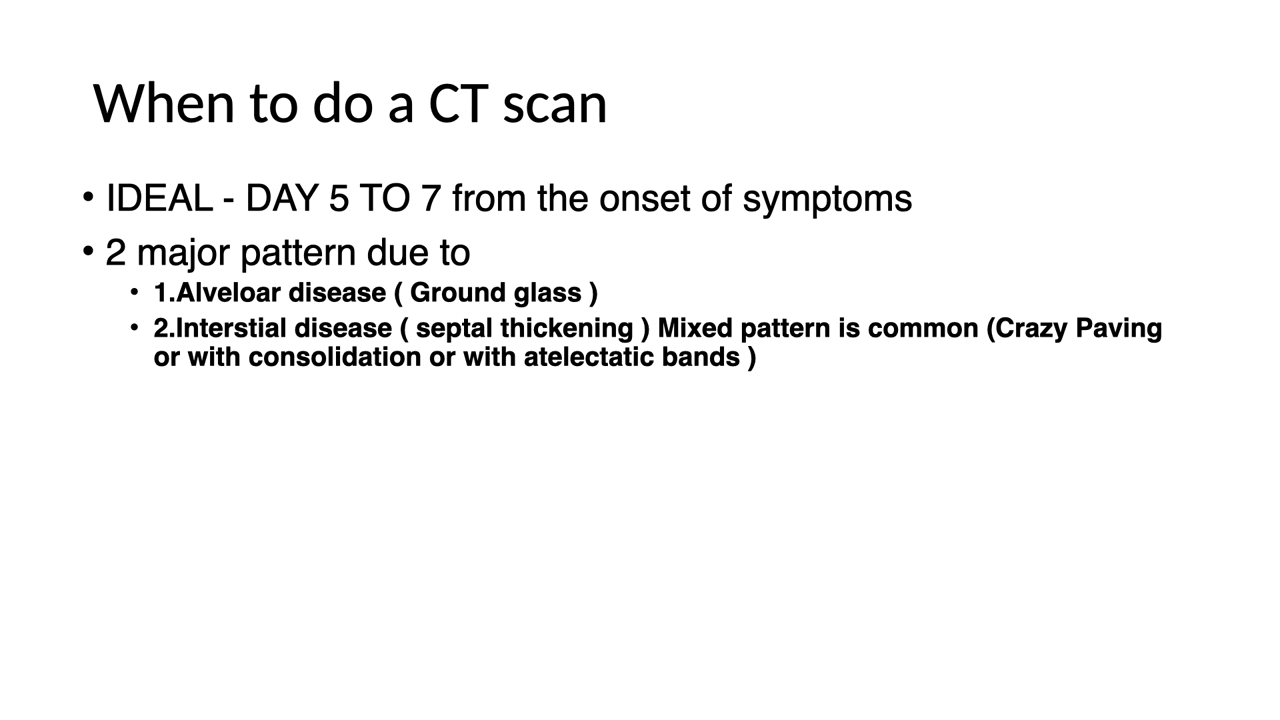 When to do a CT scan
• IDEAL - DAY 5 TO 7 from the onset of symptoms
• 2 major pattern due to
• 1.Alveloar disease ( Ground glass )
• 2.Interstial disease ( septal thickening ) Mixed pattern is common (Crazy Paving
or with consolidation or with atelectatic bands )